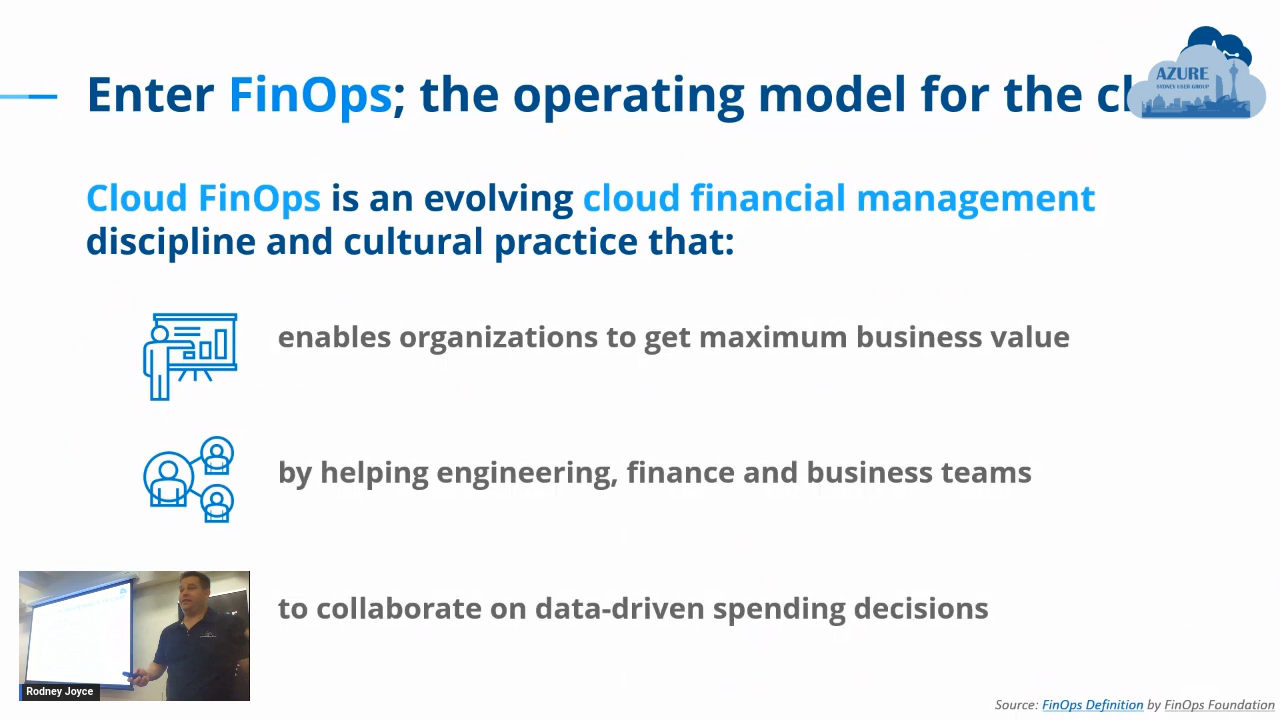 Enter FinOps; the operating model for the cl
AZURE
SYDNEY USER GROUP
Cloud FinOps is an evolving cloud financial management
discipline and cultural practice that:
enables organizations to get maximum business value
by helping engineering, finance and business teams
to collaborate on data-driven spending decisions
Rodney Joyce
Source: FinOps Definition by FinOps Foundation